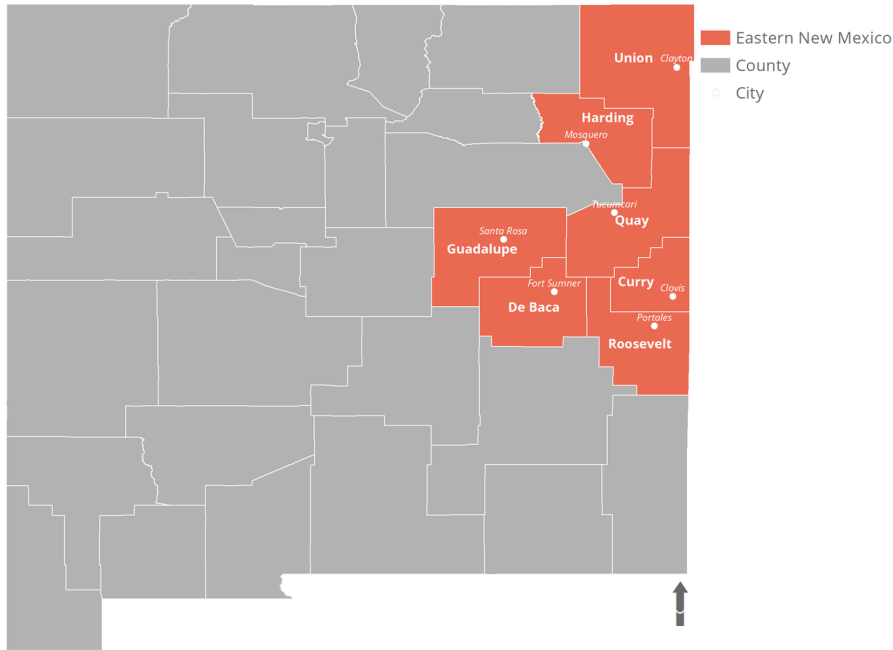 Eastern New Mexico
County
City
Union
Clayton
Harding
Mosquero
Tucumcari
Quay
Santa Rosa
Guadalupe
Curry
Clovis
Fort Sumner
De Baca
Portales
Roosevelt